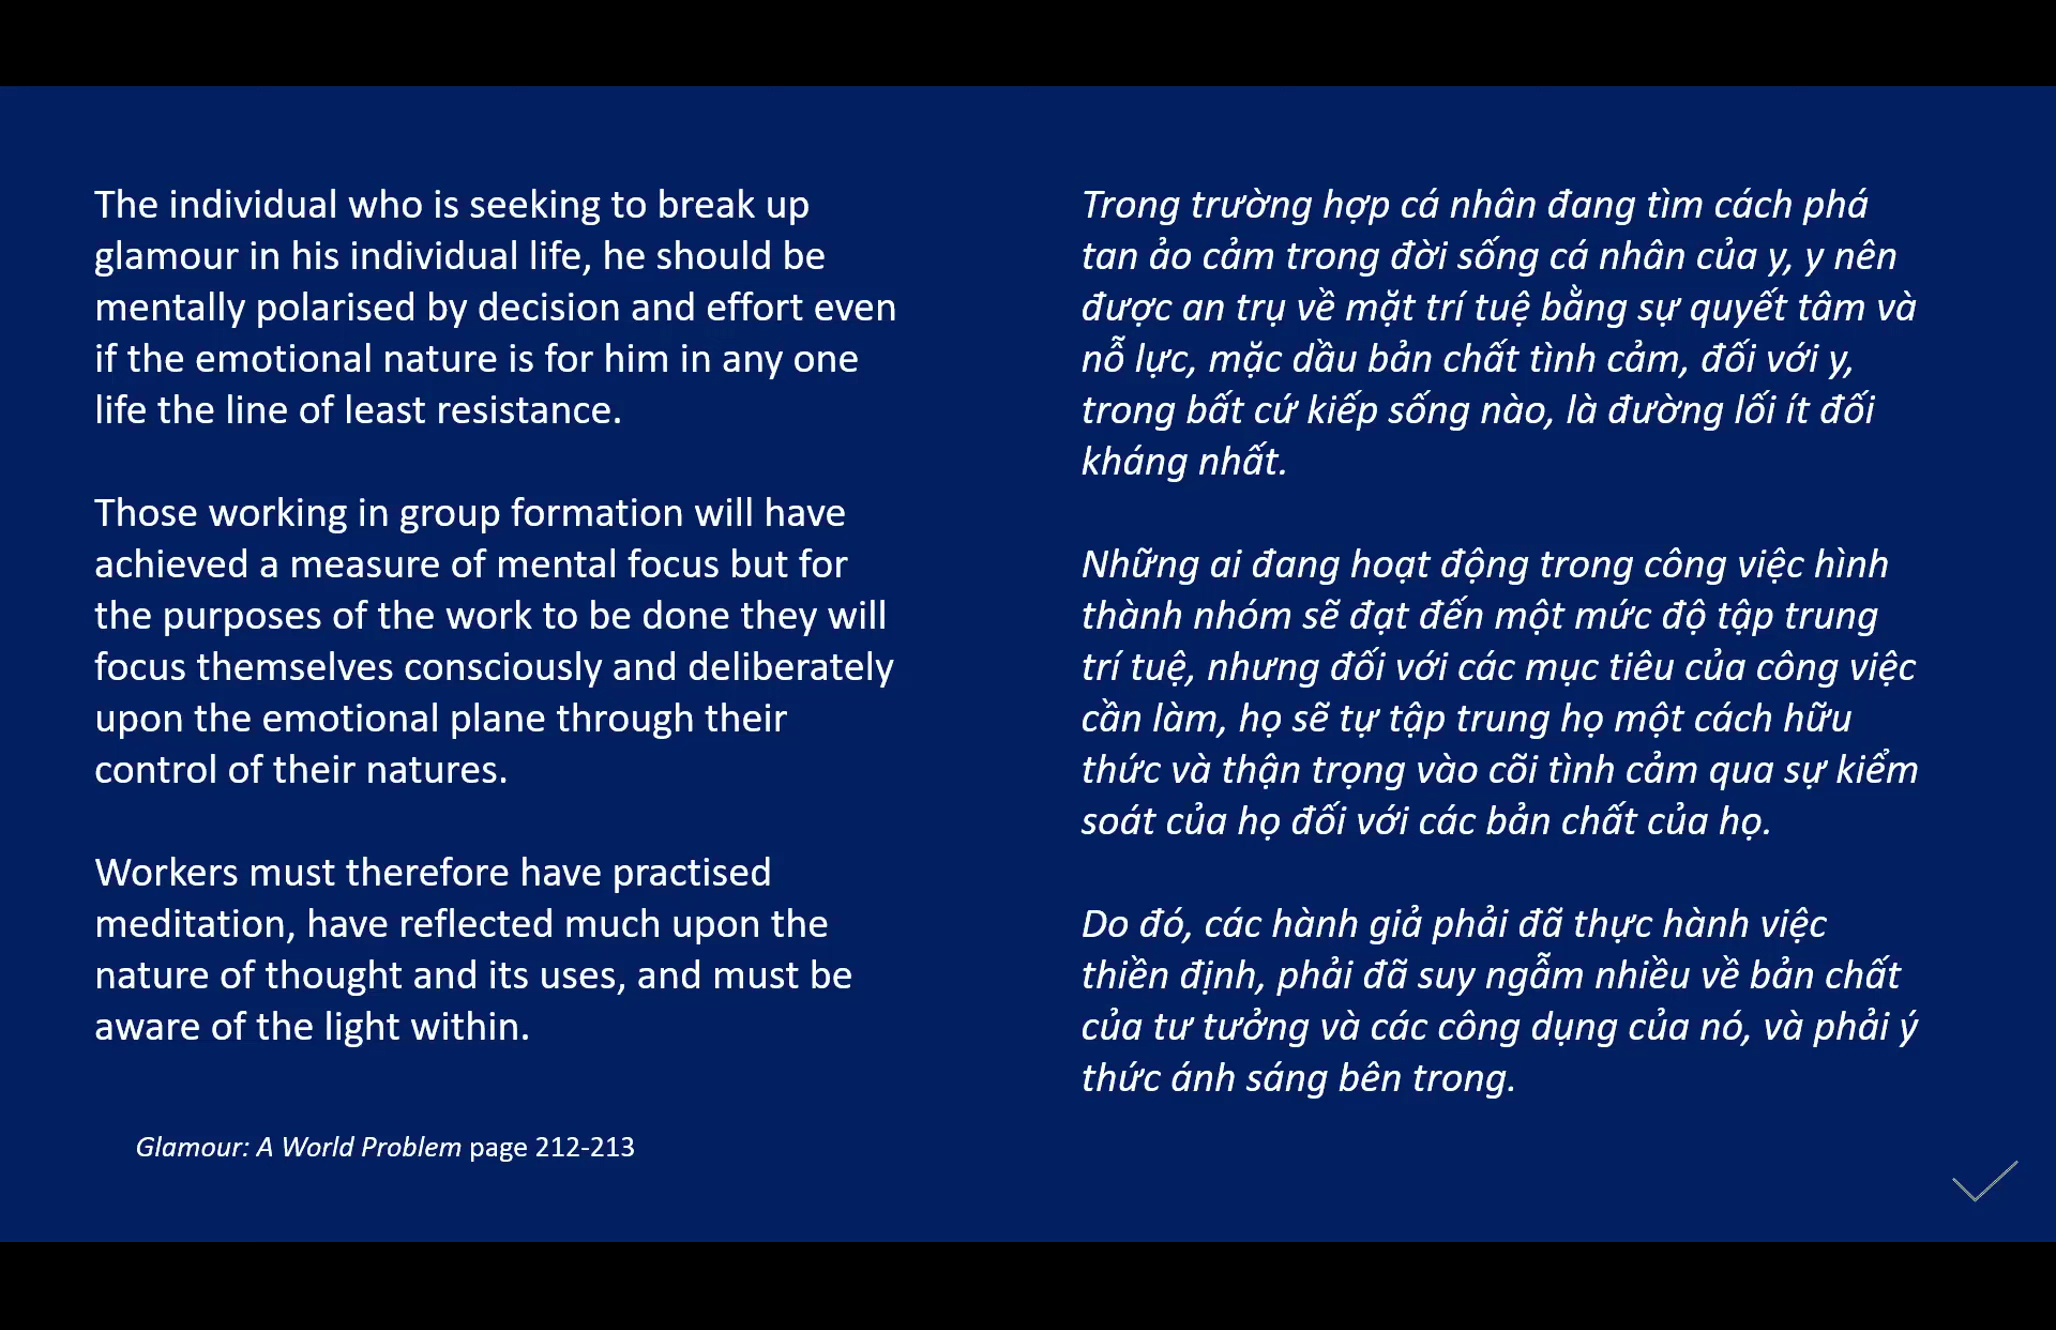 The individual who is seeking to break up
glamour in his individual life, he should be
mentally polarised by decision and effort even
if the emotional nature is for him in any one
life the line of least resistance.
Those working in group formation will have
achieved a measure of mental focus but for
the purposes of the work to be done they will
focus themselves consciously and deliberately
upon the emotional plane through their
control of their natures.
Workers must therefore have practised
meditation, have reflected much upon the
nature of thought and its uses, and must be
aware of the light within.
Glamour: A World Problem page 212-213
Trong trường hợp cá nhân đang tìm cách phá
tan ảo cảm trong đời sống cá nhân của y, y nên
được an trụ về mặt trí tuệ bằng sự quyết tâm và
nỗ lực, mặc dầu bản chất tình cảm, đối với y,
trong bất cứ kiếp sống nào, là đường lối ít đối
kháng nhất.
Những ai đang hoạt động trong công việc hình
thành nhóm sẽ đạt đến một mức độ tập trung
trí tuệ, nhưng đối với các mục tiêu của công việc
cần làm, họ sẽ tự tập trung họ một cách hữu
thức và thận trọng vào cõi tình cảm qua sự kiểm
soát của họ đối với các bản chất của họ.
Do đó, các hành giả phải đã thực hành việc
thiền định, phải đã suy ngẫm nhiều về bản chất
của tư tưởng và các công dụng của nó, và phải ý
thức ánh sáng bên trong.